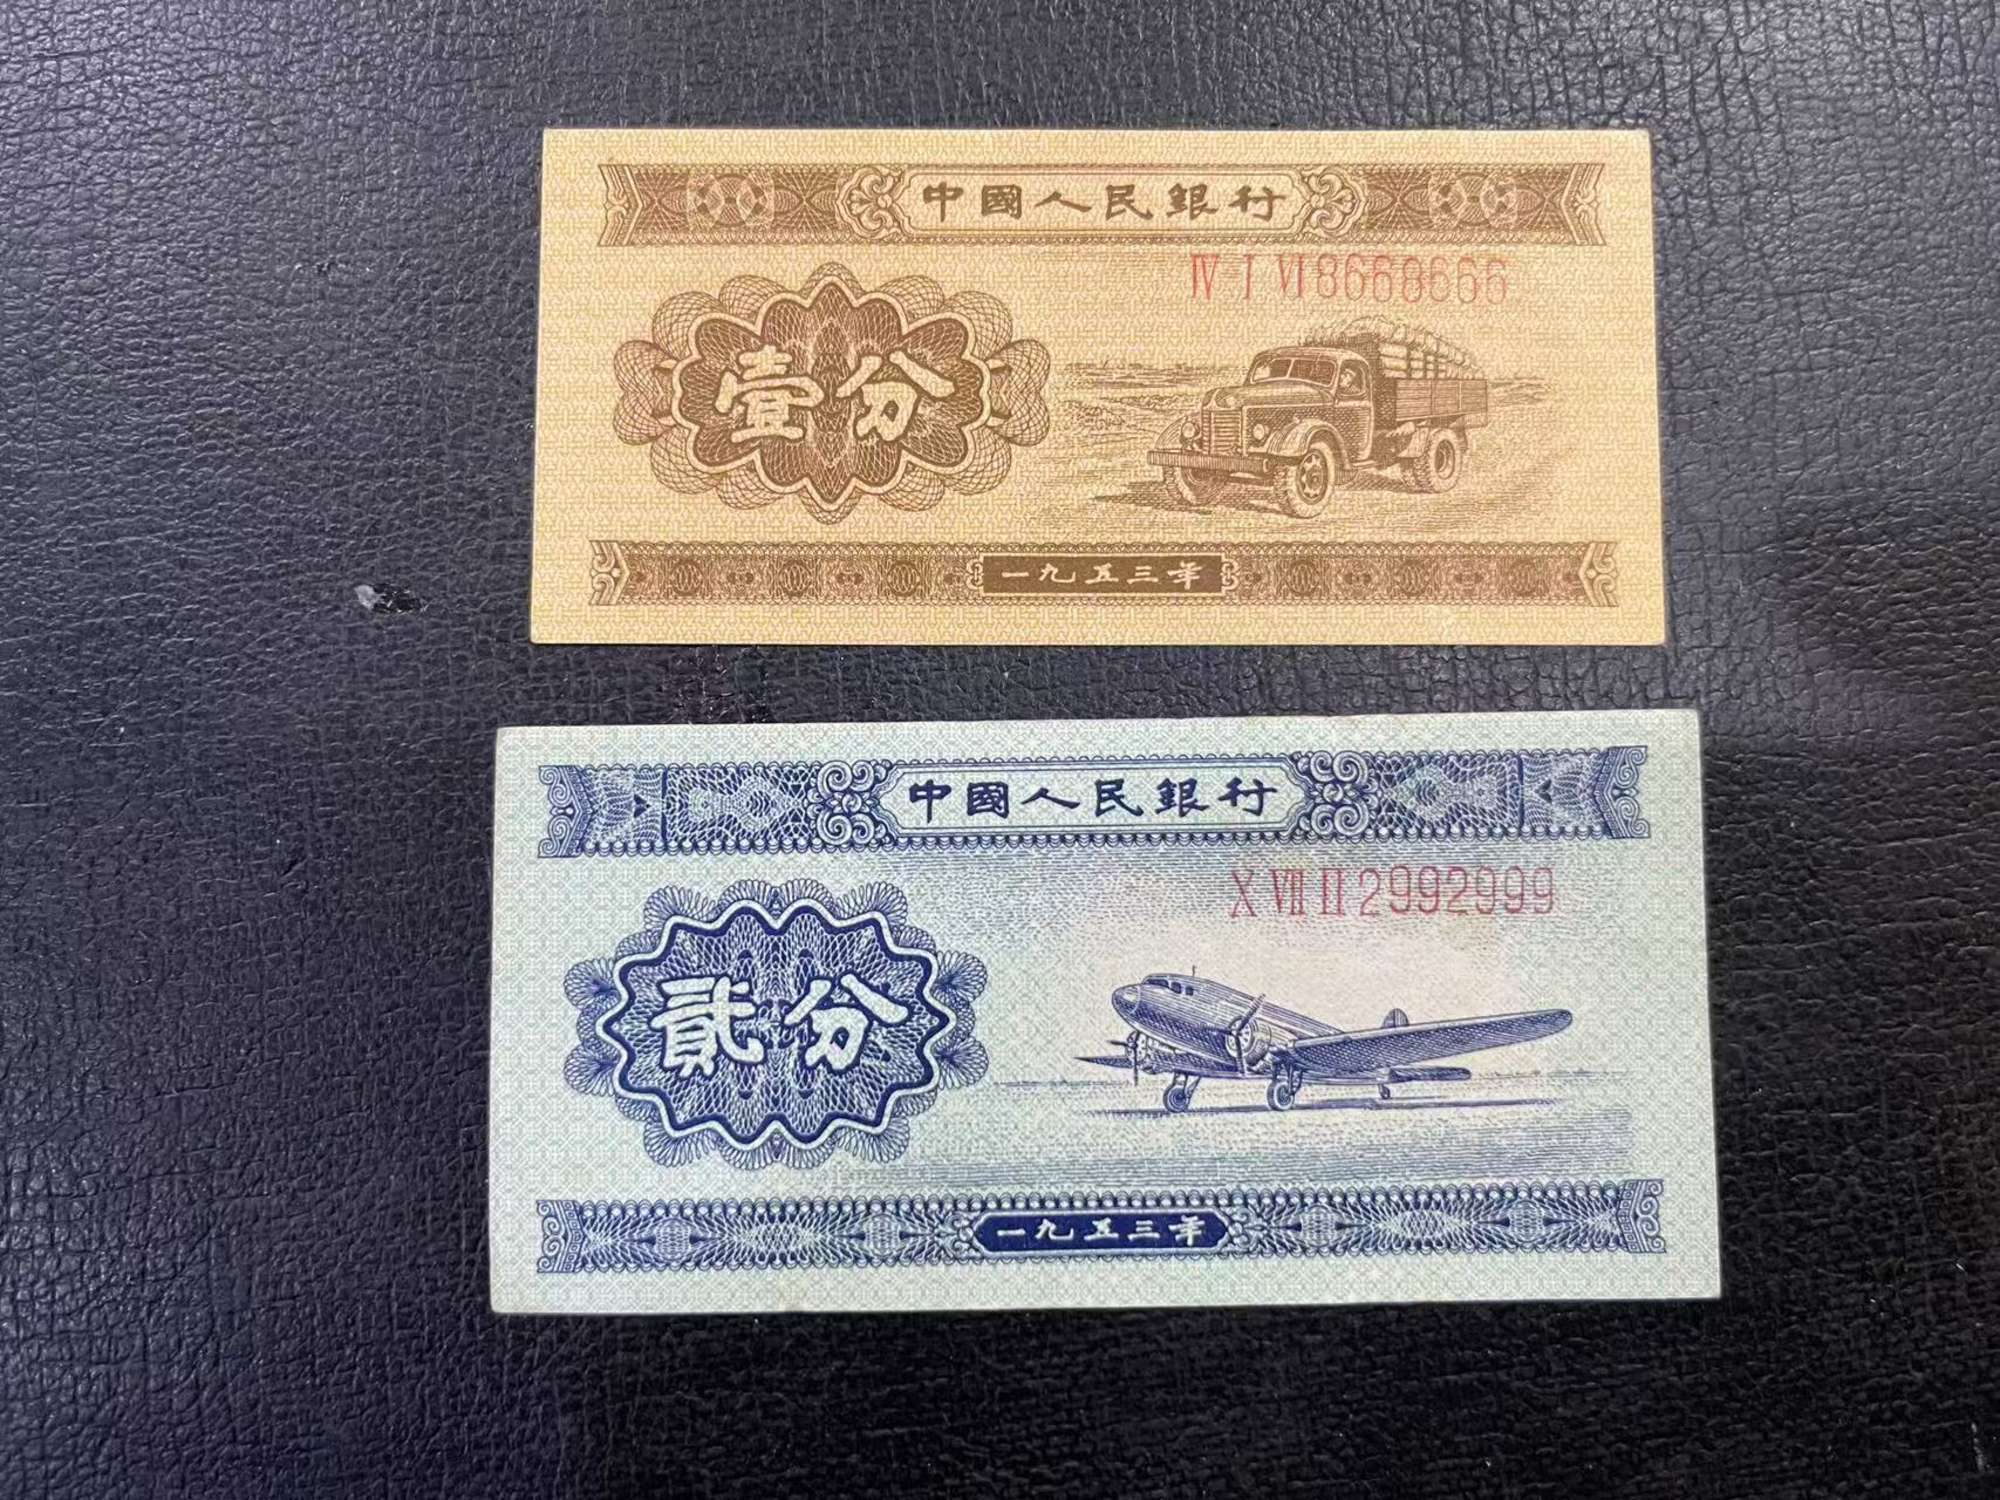 中國人民銀行
IV I VI 8668666
壹分
一九五三年
中國人民銀行
X VII II 2992999
貳分
一九五三年